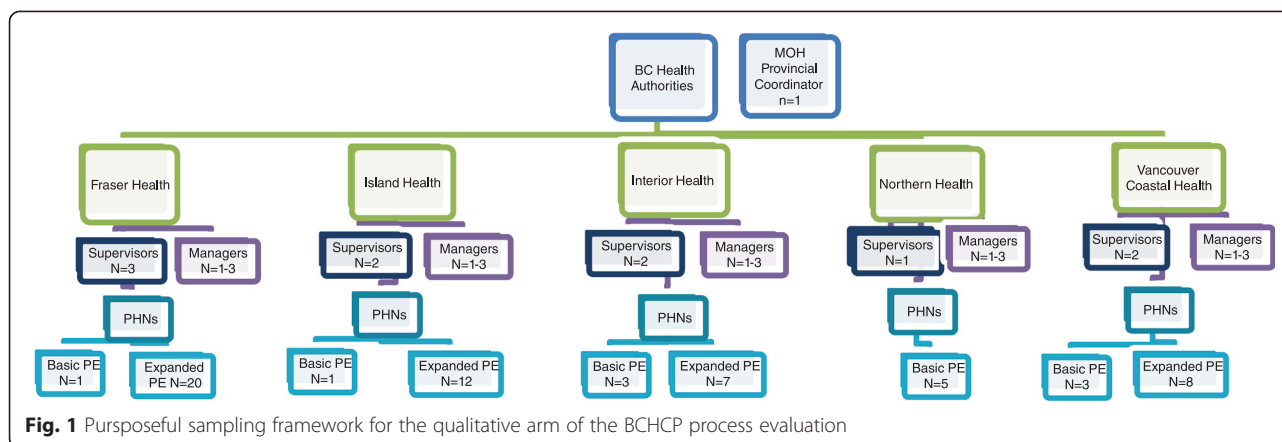 BC Health
Authorities
MOH
Provincial
Coordinator
n=1
Fraser Health
Island Health
Interior Health
Northern Health
Vancouver
Coastal Health
Supervisors
N=3
Managers
N=1-3
Supervisors
N=2
Managers
N=1-3
Supervisors
N=2
Managers
N=1-3
Supervisors
N=1
Managers
N=1-3
Supervisors
N=2
Managers
N=1-3
PHNs
PHNs
PHNs
PHNs
PHNs
Basic PE
N=1
Expanded
PE N=20
Basic PE
N=1
Expanded PE
N=12
Basic PE
N=3
Expanded PE
N=7
Basic PE
N=5
Basic PE
N=3
Expanded PE
N=8
Fig. 1 Pursposeful sampling framework for the qualitative arm of the BCHCP process evaluation